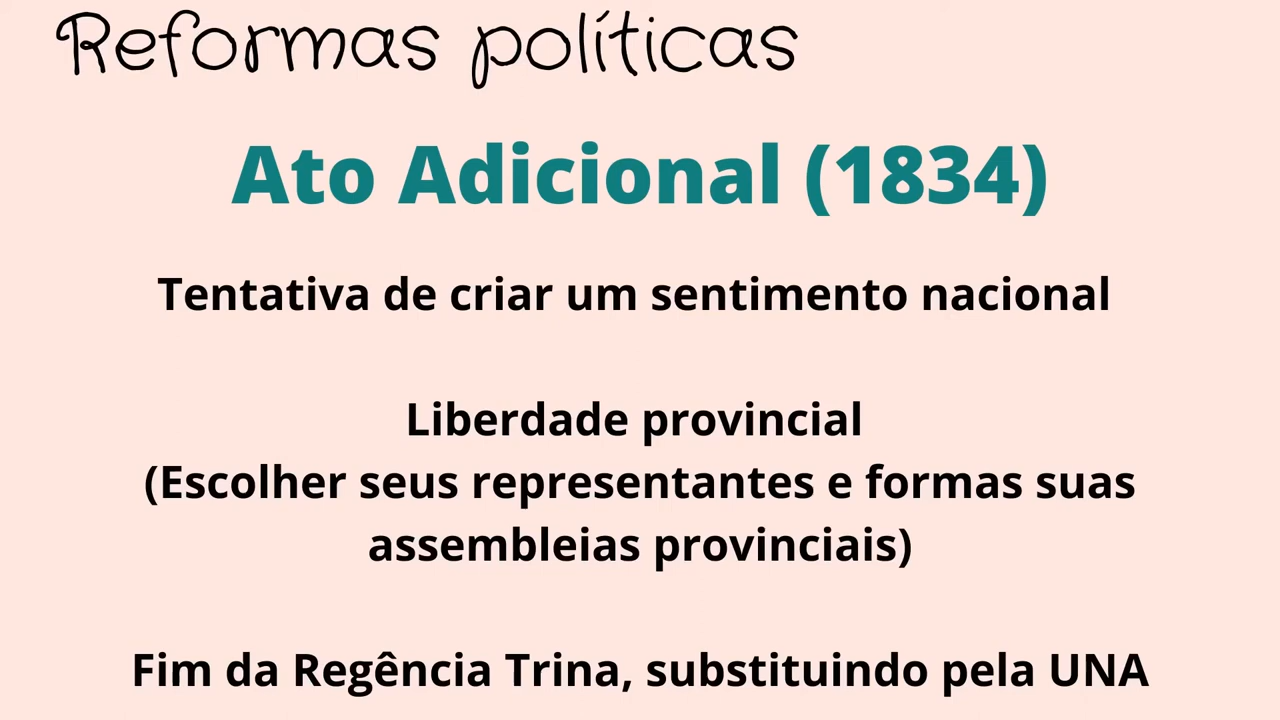 Reformas políticas
Ato Adicional (1834)
Tentativa de criar um sentimento nacional
Liberdade provincial
(Escolher seus representantes e formas suas
assembleias provinciais)
Fim da Regência Trina, substituindo pela UNA